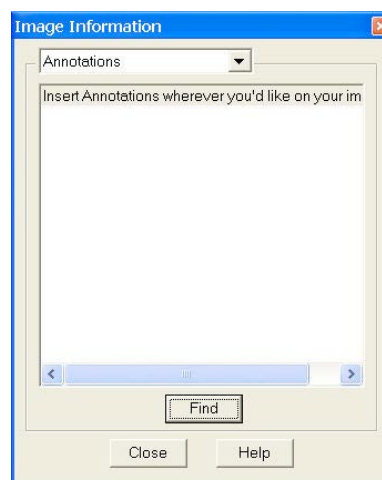 Image Information
Annotations
Insert Annotations wherever you'd like on your im
Find
Close
Help